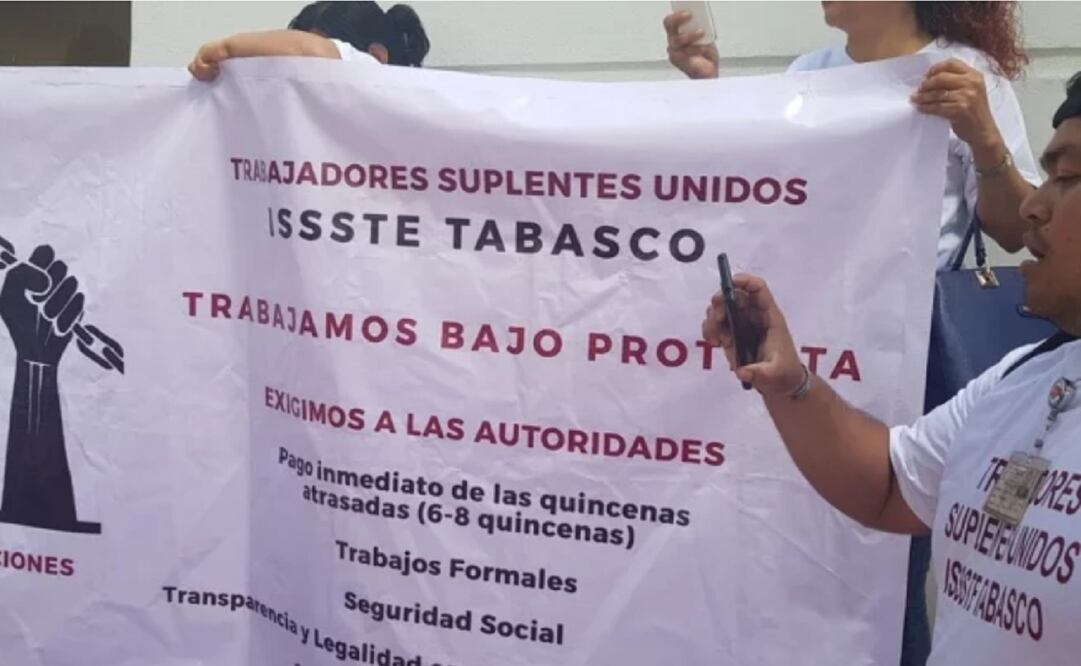 TRABAJADORES SUPLENTES UNIDOS
ISSSTE TABASCO
TRABAJAMOS BAJO
EXIGIMOS A LAS AUTORIDADES
Pago inmediato de las quincenas
atrasadas (6-8 quincenas)
Trabajos Formales
Seguridad Social
Transparencia y Legalidad
CIONES
UNIDOS
ISSSTE TABASCO